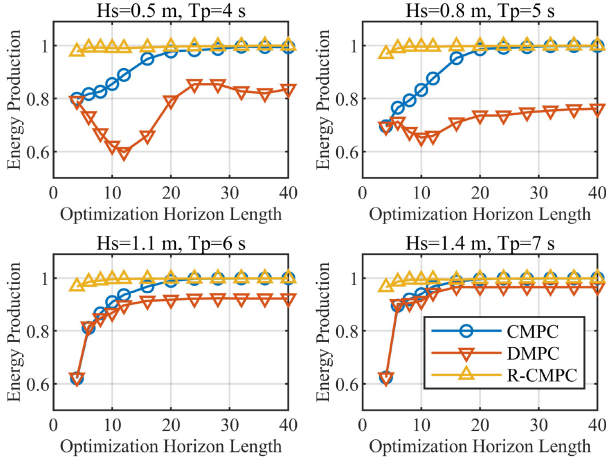 Hs=0.5 m, Tp=4 s
Energy Production
1
0.8
0.6
0 10 20 30 40
Optimization Horizon Length
Hs=0.8 m, Tp=5 s
Energy Production
1
0.8
0.6
0 10 20 30 40
Optimization Horizon Length
Hs=1.1 m, Tp=6 s
Energy Production
1
0.8
0.6
0 10 20 30 40
Optimization Horizon Length
Hs=1.4 m, Tp=7 s
Energy Production
1
0.8
0.6
CMPC
DMPC
R-CMPC
0 10 20 30 40
Optimization Horizon Length